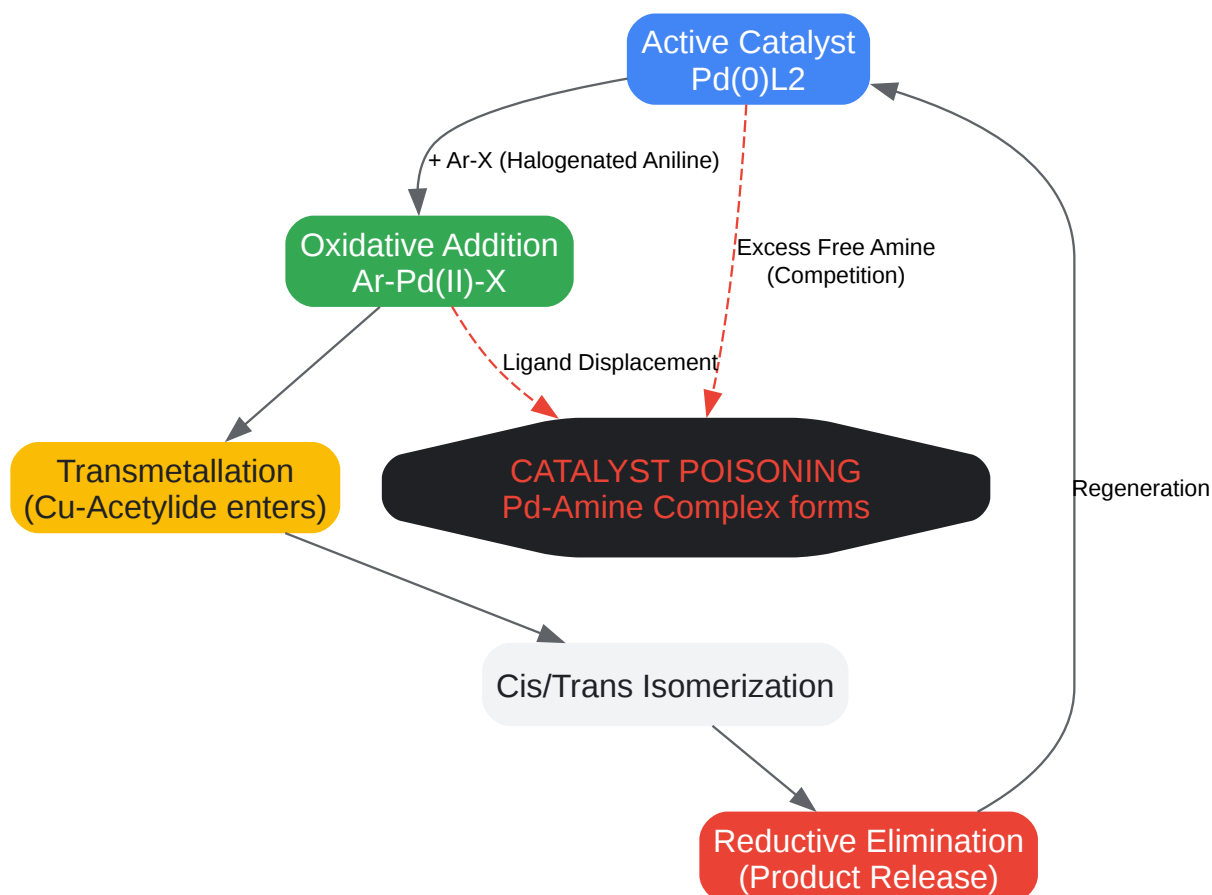 Active Catalyst
Pd(0)L2
+ Ar-X (Halogenated Aniline)
Oxidative Addition
Ar-Pd(II)-X
Excess Free Amine
(Competition)
Ligand Displacement
Transmetallation
(Cu-Acetylide enters)
CATALYST POISONING
Pd-Amine Complex forms
Regeneration
Cis/Trans Isomerization
Reductive Elimination
(Product Release)